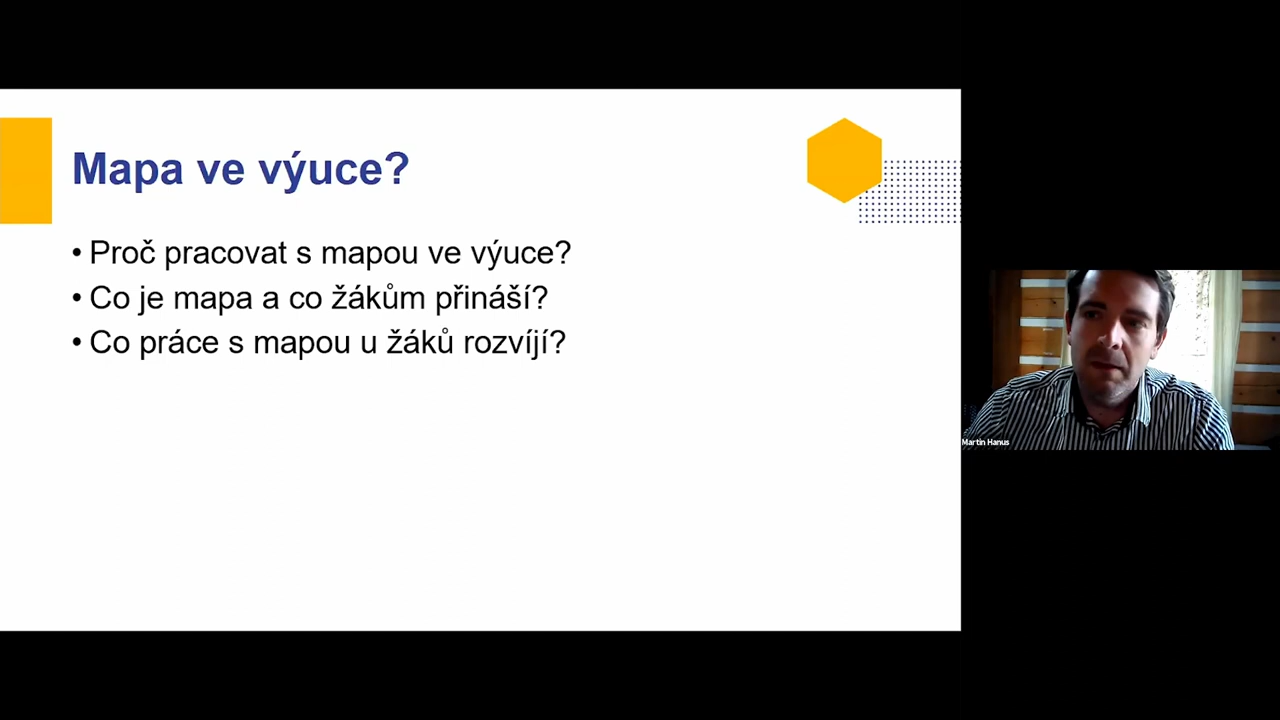 Mapa ve výuce?
• Proč pracovat s mapou ve výuce?
• Co je mapa a co žákům přináší?
• Co práce s mapou u žáků rozvíjí?
Martin Hanus